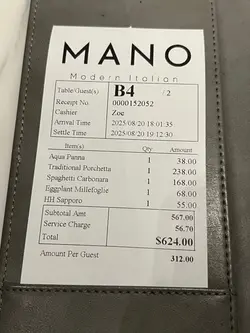 MANO
Modern Italian
Table/Guest(s) B4 / 2
Receipt No. 0000152052
Cashier Zoe
Arrival Time 2025/08/20 18:01:35
Settle Time 2025/08/20 19:12:30
Item(s) Qty Amount
Aqua Panna 1 38.00
Traditional Porchetta 1 238.00
Spaghetti Carbonara 1 168.00
Eggplant Millefoglie 1 68.00
HH Sapporo 1 55.00
Subtotal Amt 567.00
Service Charge 56.70
Total $624.00
Amount Per Guest 312.00